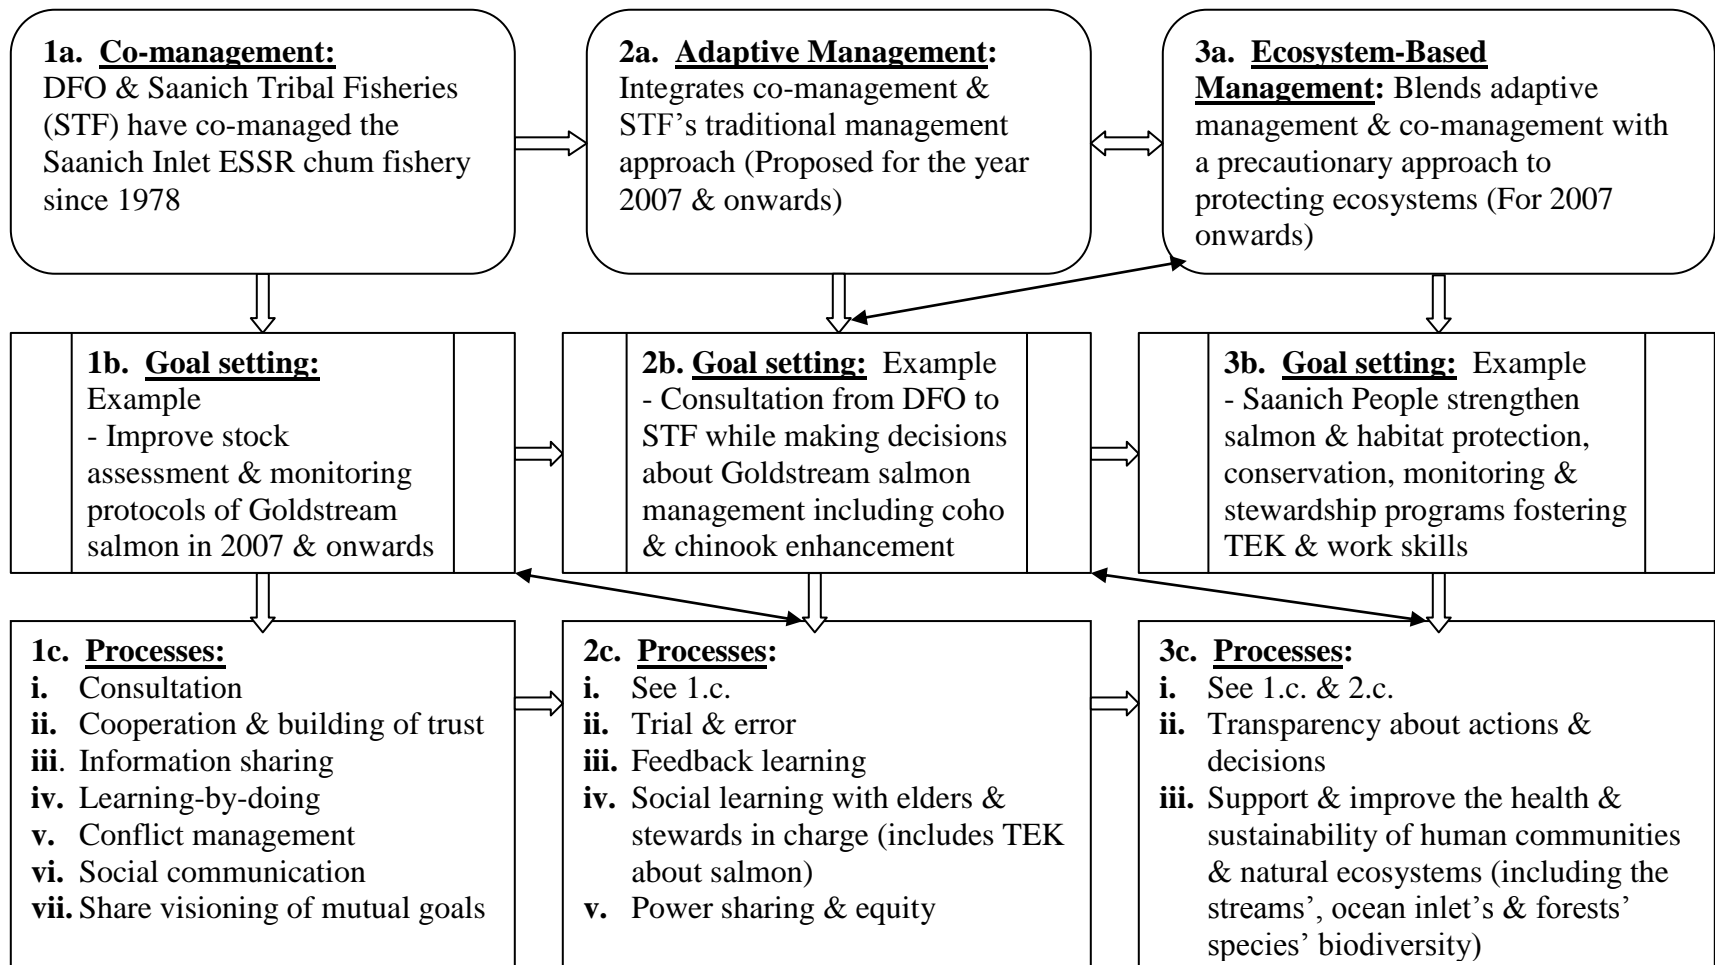 1a. Co-management:
DFO & Saanich Tribal Fisheries
(STF) have co-managed the
Saanich Inlet ESSR chum fishery
since 1978
2a. Adaptive Management:
Integrates co-management &
STF’s traditional management
approach (Proposed for the year
2007 & onwards)
3a. Ecosystem-Based
Management: Blends adaptive
management & co-management with
a precautionary approach to
protecting ecosystems (For 2007
onwards)
1b. Goal setting:
Example
- Improve stock
assessment & monitoring
protocols of Goldstream
salmon in 2007 & onwards
2b. Goal setting: Example
- Consultation from DFO to
STF while making decisions
about Goldstream salmon
management including coho
& chinook enhancement
3b. Goal setting: Example
- Saanich People strengthen
salmon & habitat protection,
conservation, monitoring &
stewardship programs fostering
TEK & work skills
1c. Processes:
i. Consultation
ii. Cooperation & building of trust
iii. Information sharing
iv. Learning-by-doing
v. Conflict management
vi. Social communication
vii. Share visioning of mutual goals
2c. Processes:
i. See 1.c.
ii. Trial & error
iii. Feedback learning
iv. Social learning with elders &
stewards in charge (includes TEK
about salmon)
v. Power sharing & equity
3c. Processes:
i. See 1.c. & 2.c.
ii. Transparency about actions &
decisions
iii. Support & improve the health &
sustainability of human communities
& natural ecosystems (including the
streams’, ocean inlet’s & forests’
species’ biodiversity)